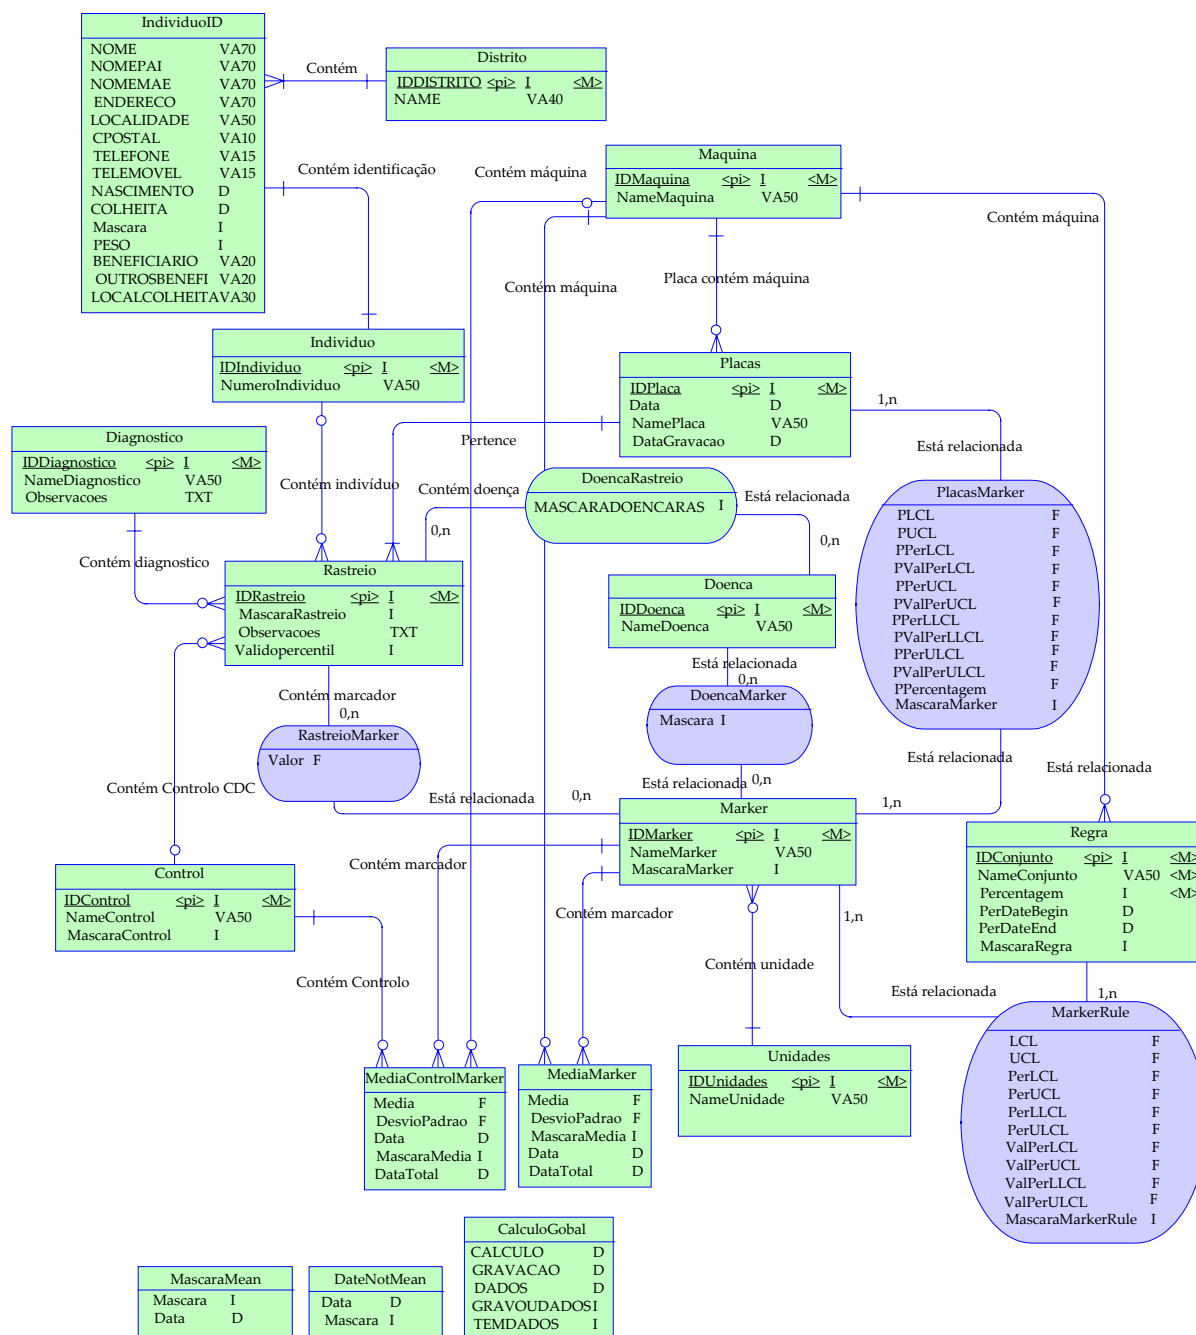 IndividuoID
NOME VA70
NOMEPAI VA70
NOMEMAE VA70
ENDERECO VA70
LOCALIDADE VA50
CPOSTAL VA10
TELEFONE VA15
TELEMOVEL VA15
NASCIMENTO D
COLHEITA D
Mascara I
PESO I
BENEFICIARIO VA20
OUTROSBENEFI VA20
LOCALCOLHEITA VA30
Contém
Distrito
IDDISTRITO <pi> I <M>
NAME VA40
Contém identificação
Contém máquina
Maquina
IDMaquina <pi> I <M>
NameMaquina VA50
Contém máquina
Contém máquina
Placa contém máquina
Individuo
IDIndividuo <pi> I <M>
NumeroIndividuo VA50
Placas
IDPlaca <pi> I <M>
Data D
NamePlaca VA50
DataGravacao D
1,n
Está relacionada
Diagnostico
IDDiagnostico <pi> I <M>
NameDiagnostico VA50
Observacoes TXT
Pertence
Contém indivíduo
Contém doença
0,n
DoencaRastreio
MASCARADOENCARAS I
Está relacionada
0,n
PlacasMarker
PLCL F
PUCL F
PPerLCL F
PValPerLCL F
PPerUCL F
PValPerUCL F
PPerLLCL F
PValPerLLCL F
PPerULCL F
PValPerULCL F
PPercentagem F
MascaraMarker I
Contém diagnostico
Rastreio
IDRastreio <pi> I <M>
MascaraRastreio I
Observacoes TXT
Validopercentil I
Doenca
IDDoenca <pi> I <M>
NameDoenca VA50
Está relacionada
0,n
DoencaMarker
Mascara I
Contém marcador
0,n
RastreioMarker
Valor F
Está relacionada
0,n
Está relacionada
0,n
Está relacionada
1,n
Está relacionada
Contém Controlo CDC
Marker
IDMarker <pi> I <M>
NameMarker VA50
MascaraMarker I
Regra
IDConjunto <pi> I <M>
NameConjunto VA50 <M>
Percentagem I <M>
PerDateBegin D
PerDateEnd D
MascaraRegra I
Control
IDControl <pi> I <M>
NameControl VA50
MascaraControl I
Contém marcador
Contém marcador
1,n
Contém unidade
Contém Controlo
Está relacionada
1,n
MarkerRule
LCL F
UCL F
PerLCL F
PerUCL F
PerLLCL F
PerULCL F
ValPerLCL F
ValPerUCL F
ValPerLLCL F
ValPerULCL F
MascaraMarkerRule I
MediaControlMarker
Media F
DesvioPadrao F
Data D
MascaraMedia I
DataTotal D
MediaMarker
Media F
DesvioPadrao F
MascaraMedia I
Data D
DataTotal D
Unidades
IDUnidades <pi> I <M>
NameUnidade VA50
CalculoGobal
CALCULO D
GRAVACAO D
DADOS D
GRAVOUDADOS I
TEMDADOS I
MascaraMean
Mascara I
Data D
DateNotMean
Data D
Mascara I